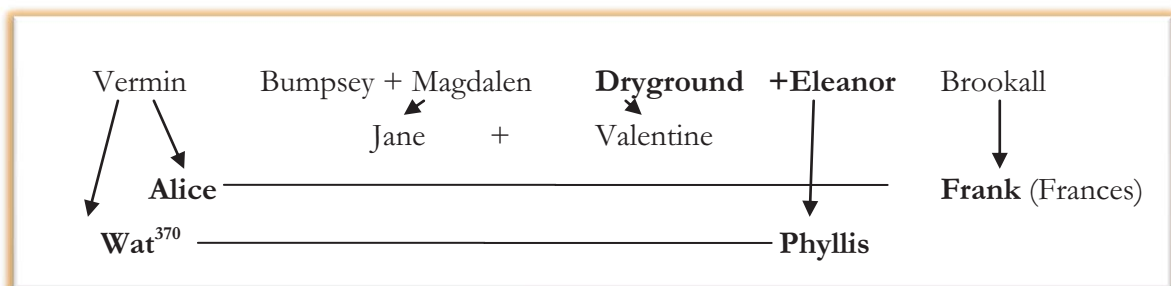 Vermin Bumpsey + Magdalen Dryground +Eleanor Brookall
Jane + Valentine
Alice Frank (Frances)
Wat370 Phyllis